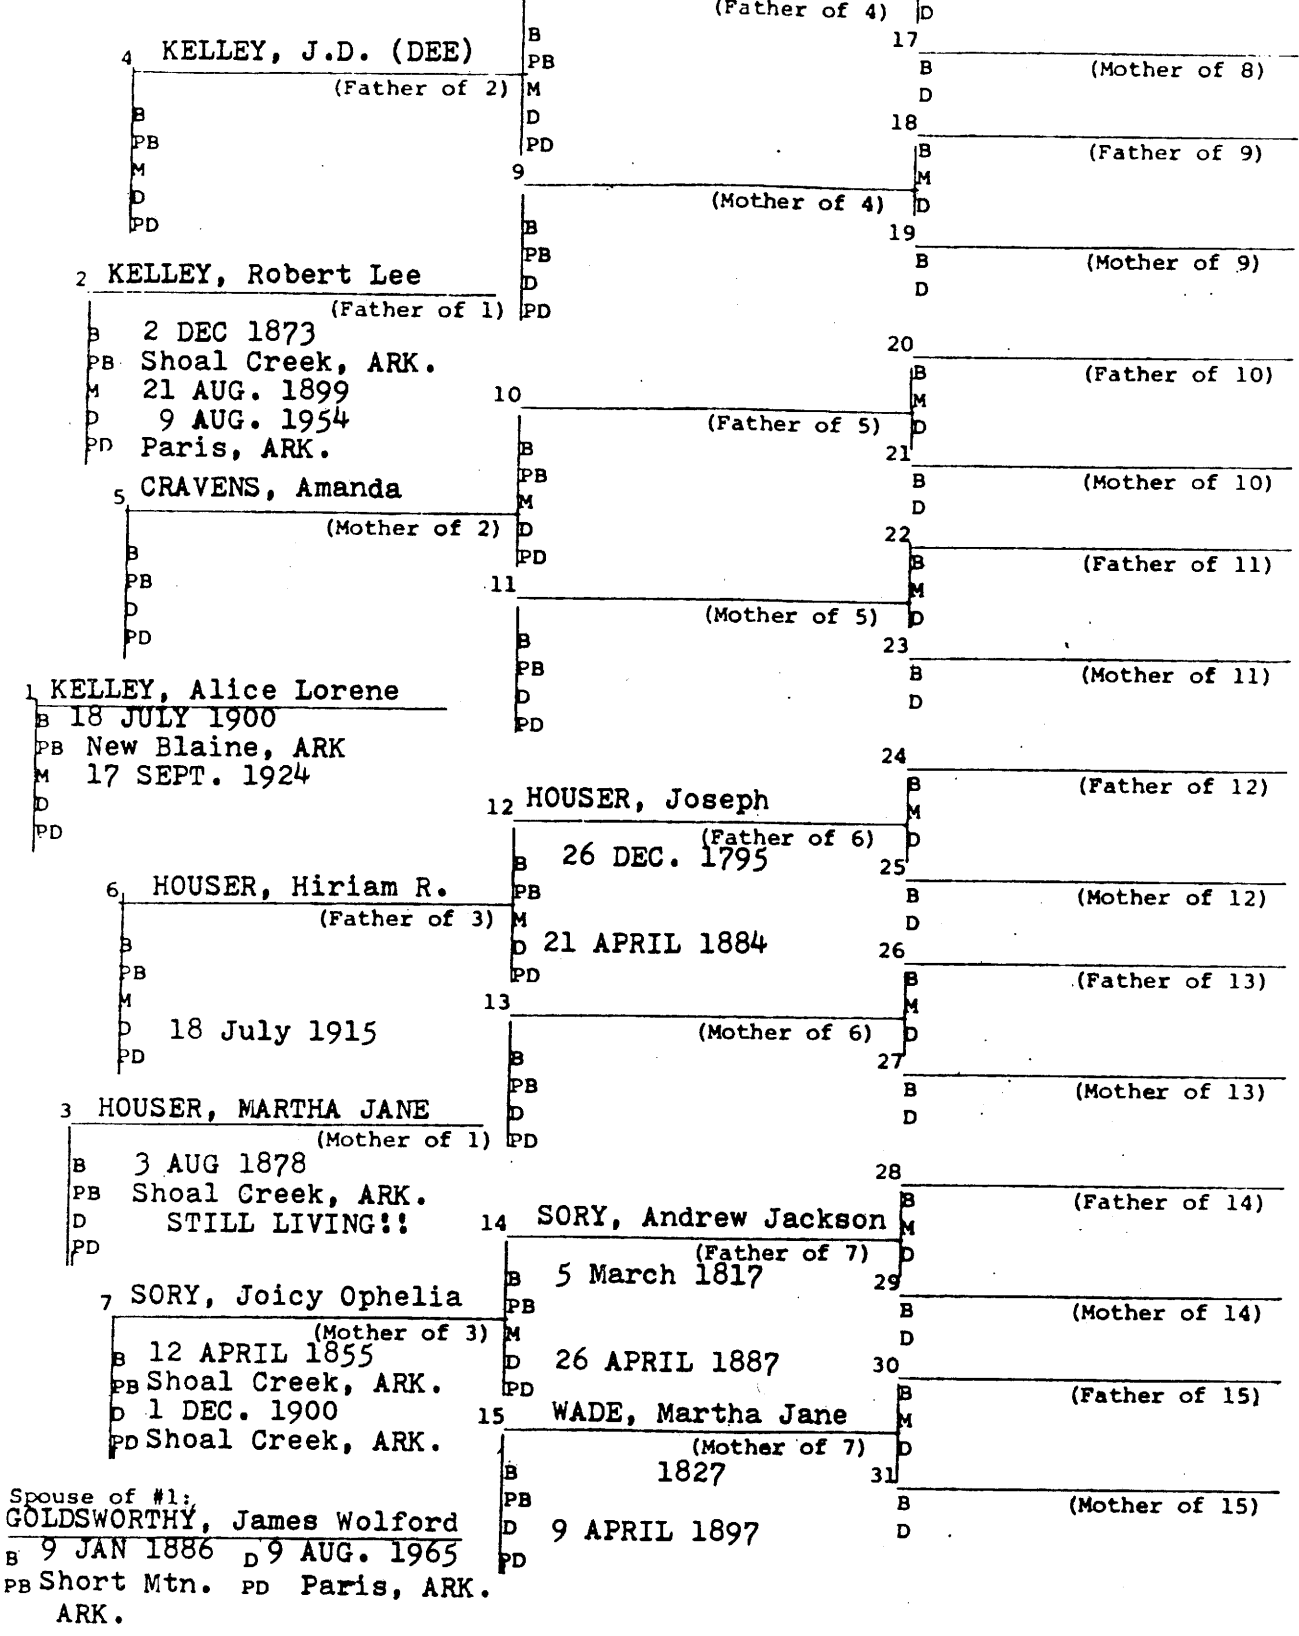 (Father of 4)
D
17
(Mother of 8)
B
D
4 KELLEY, J.D. (DEE)
(Father of 2)
B
PB
M
D
PD
B
PB
M
D
PD
18
(Father of 9)
B
M
D
9
(Mother of 4)
B
PB
D
PD
19
(Mother of 9)
B
D
2 KELLEY, Robert Lee
(Father of 1)
B 2 DEC 1873
PB Shoal Creek, ARK.
M 21 AUG. 1899
D 9 AUG. 1954
PD Paris, ARK.
20
(Father of 10)
B
M
D
10
(Father of 5)
B
PB
M
D
PD
21
(Mother of 10)
B
D
5 CRAVENS, Amanda
(Mother of 2)
B
PB
D
PD
22
(Father of 11)
B
M
D
11
(Mother of 5)
B
PB
D
PD
23
(Mother of 11)
B
D
1 KELLEY, Alice Lorene
B 18 JULY 1900
PB New Blaine, ARK
M 17 SEPT. 1924
D
PD
24
(Father of 12)
B
M
D
12 HOUSER, Joseph
(Father of 6)
B 26 DEC. 1795
PB
M
D 21 APRIL 1884
PD
25
(Mother of 12)
B
D
6 HOUSER, Hiriam R.
(Father of 3)
B
PB
M
D 18 July 1915
PD
26
(Father of 13)
B
M
D
13
(Mother of 6)
B
PB
D
PD
27
(Mother of 13)
B
D
3 HOUSER, MARTHA JANE
(Mother of 1)
B 3 AUG 1878
PB Shoal Creek, ARK.
D STILL LIVING!!
PD
28
(Father of 14)
B
M
D
14 SORY, Andrew Jackson
(Father of 7)
B 5 March 1817
PB
M
D 26 APRIL 1887
PD
29
(Mother of 14)
B
D
7 SORY, Joicy Ophelia
(Mother of 3)
B 12 APRIL 1855
PB Shoal Creek, ARK.
D 1 DEC. 1900
PD Shoal Creek, ARK.
30
(Father of 15)
B
M
D
15 WADE, Martha Jane
(Mother of 7)
B 1827
PB
D 9 APRIL 1897
PD
31
(Mother of 15)
B
D
Spouse of #1:
GOLDSWORTHY, James Wolford
B 9 JAN 1886 D 9 AUG. 1965
PB Short Mtn. PD Paris, ARK.
ARK.